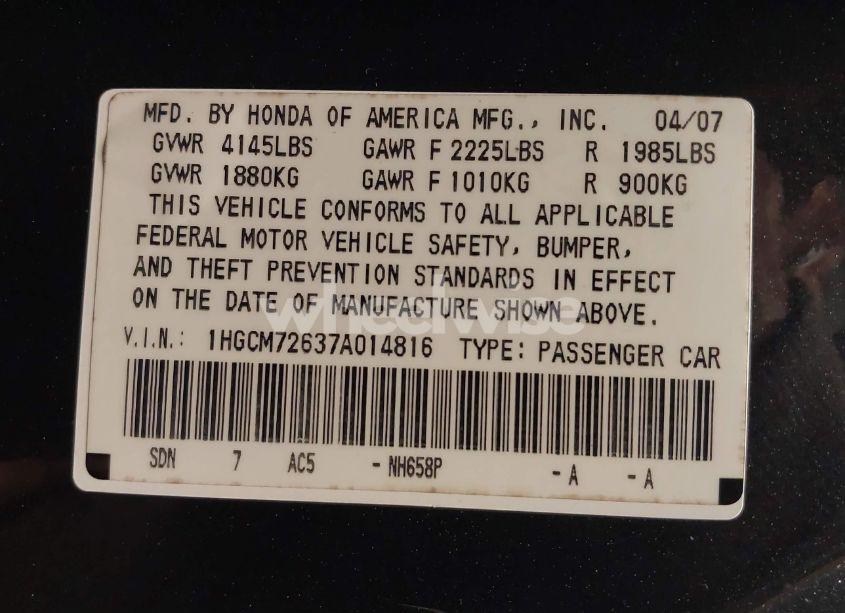 MFD. BY HONDA OF AMERICA MFG., INC. 04/07
GVWR 4145LBS GAWR F 2225LBS R 1985LBS
GVWR 1880KG GAWR F 1010KG R 900KG
THIS VEHICLE CONFORMS TO ALL APPLICABLE
FEDERAL MOTOR VEHICLE SAFETY, BUMPER,
AND THEFT PREVENTION STANDARDS IN EFFECT
ON THE DATE OF MANUFACTURE SHOWN ABOVE.
wheelwise
V.I.N.: 1HGCM72637A014816 TYPE: PASSENGER CAR
SDN 7 AC5 - NH658P - A - A